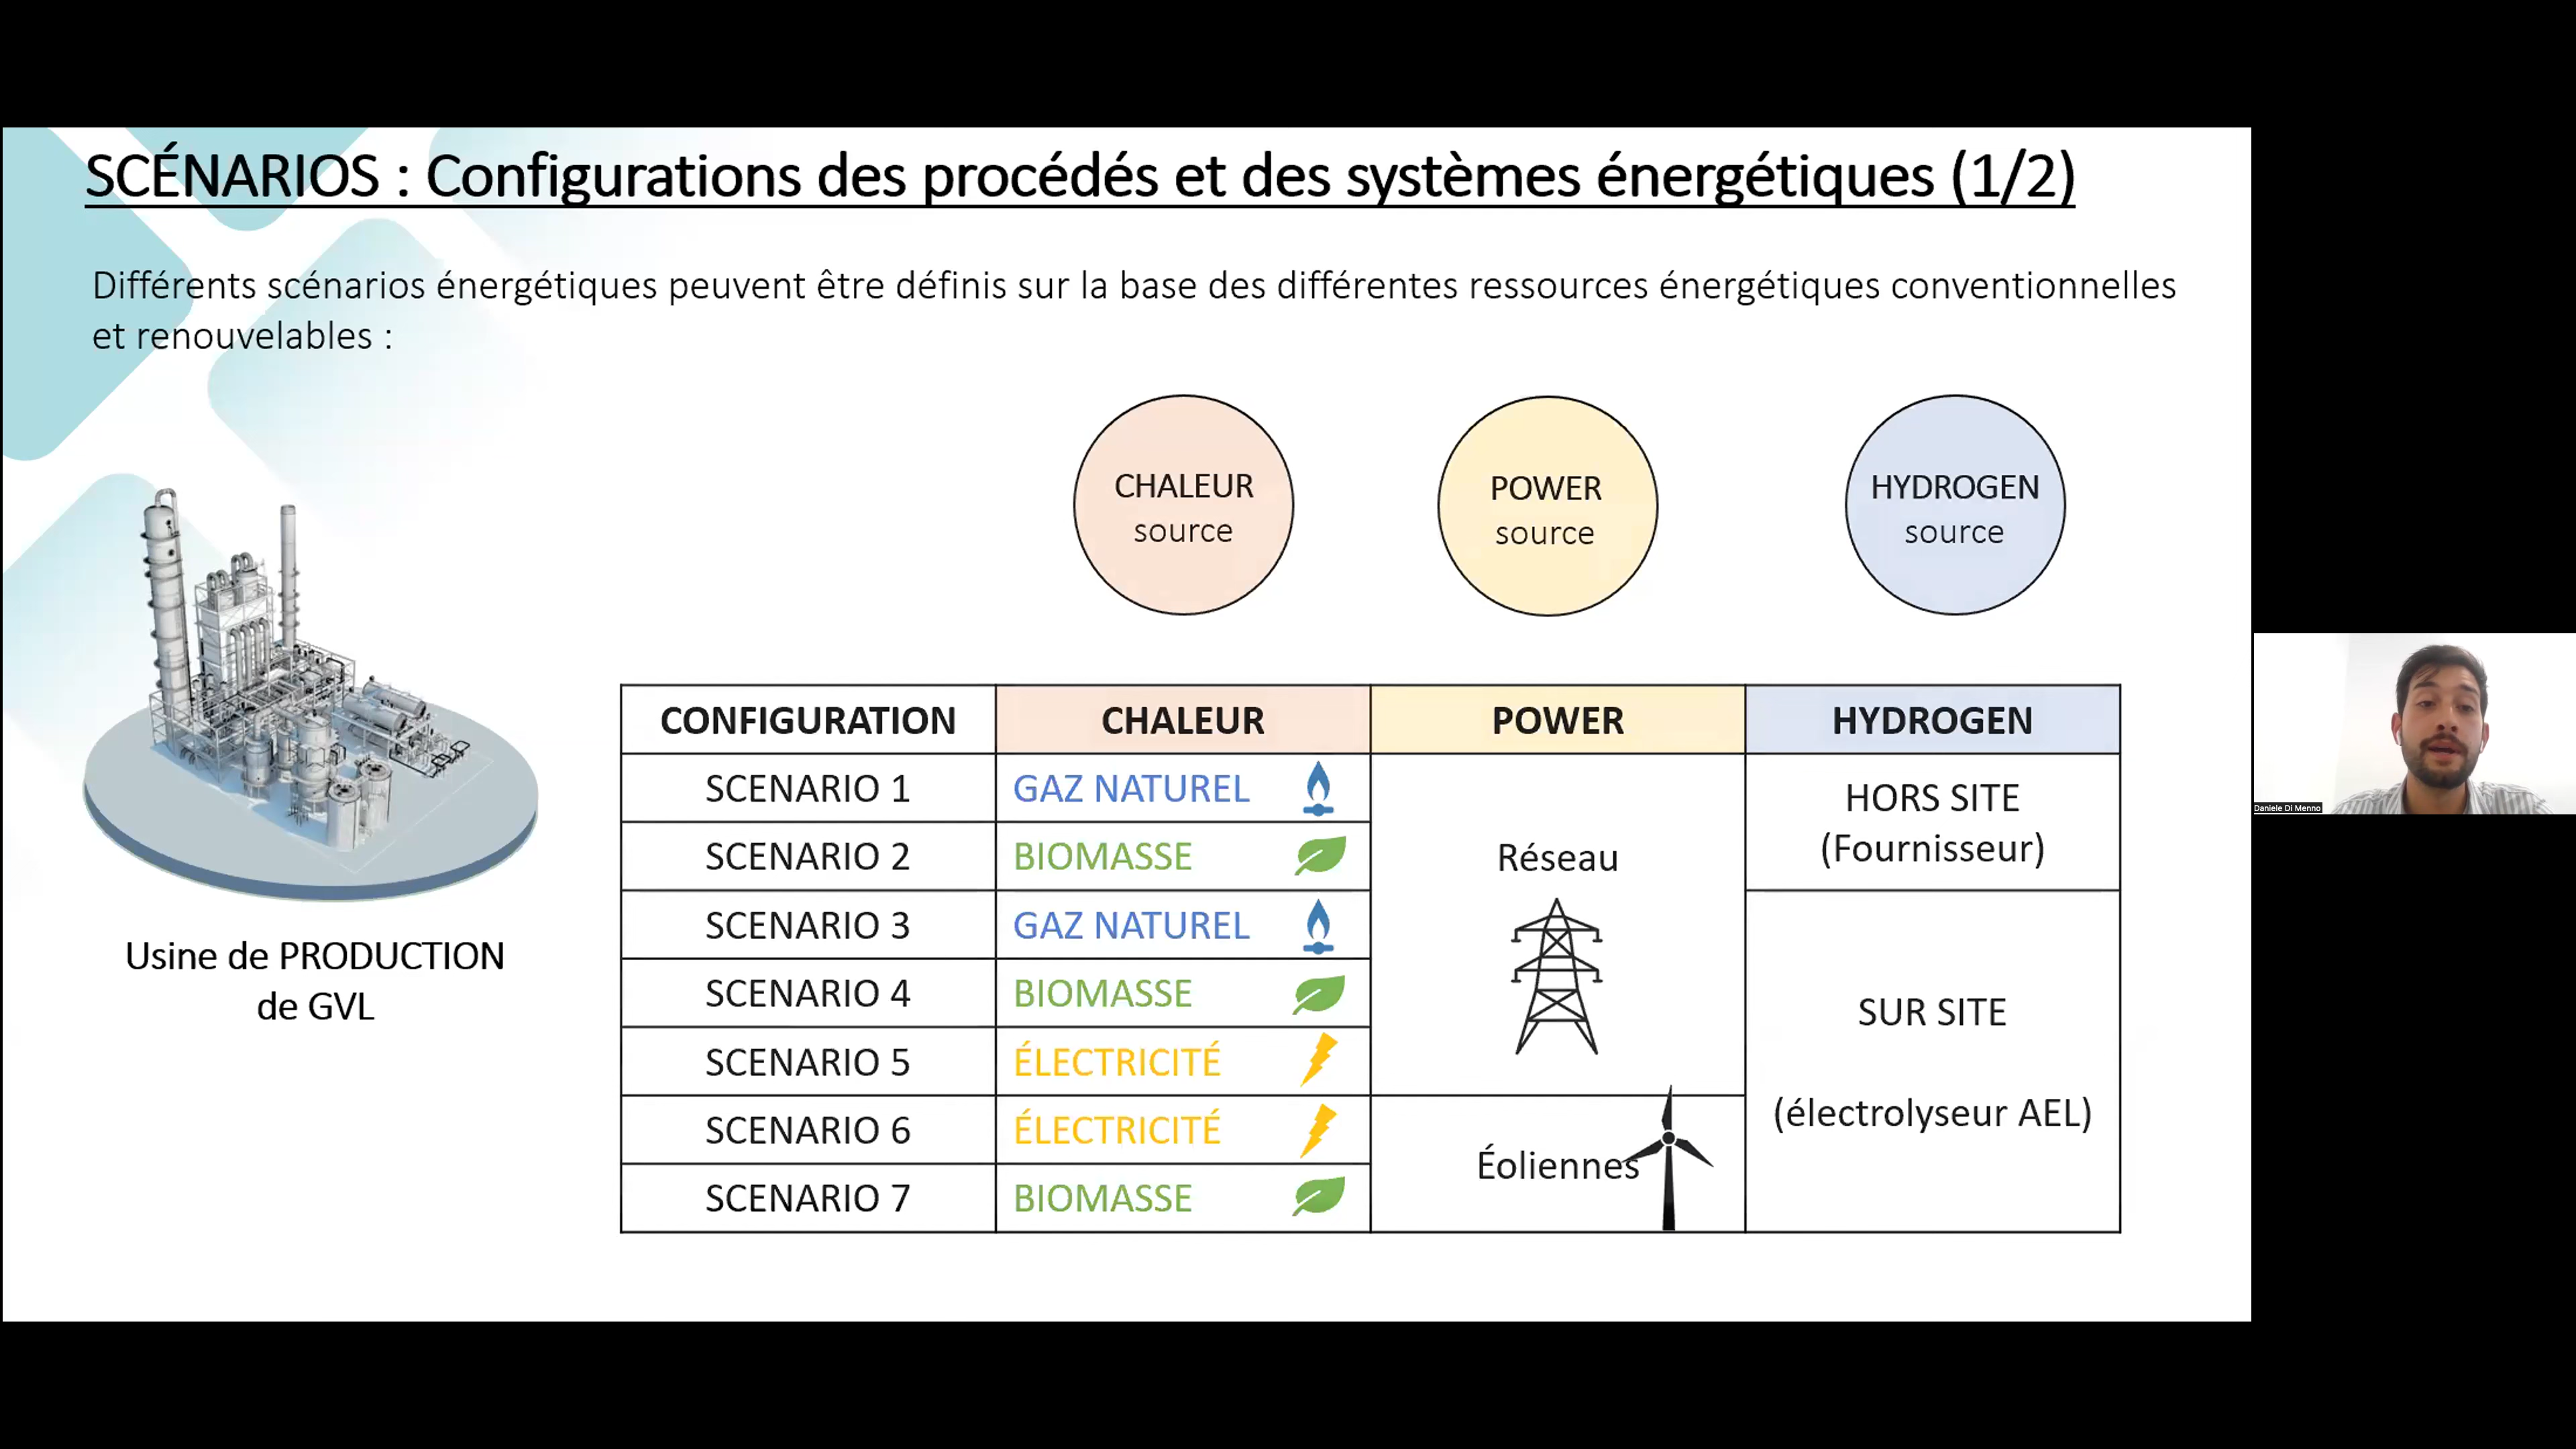 SCÉNARIOS : Configurations des procédés et des systèmes énergétiques (1/2)
Différents scénarios énergétiques peuvent être définis sur la base des différentes ressources énergétiques conventionnelles
et renouvelables :
CHALEUR
source
POWER
source
HYDROGEN
source
Usine de PRODUCTION
de GVL
CONFIGURATION CHALEUR POWER HYDROGEN
SCENARIO 1 GAZ NATUREL
SCENARIO 2 BIOMASSE
SCENARIO 3 GAZ NATUREL
SCENARIO 4 BIOMASSE
SCENARIO 5 ÉLECTRICITÉ
SCENARIO 6 ÉLECTRICITÉ
SCENARIO 7 BIOMASSE
Réseau
Éoliennes
HORS SITE
(Fournisseur)
SUR SITE
(électrolyseur AEL)
Daniele Di Menno